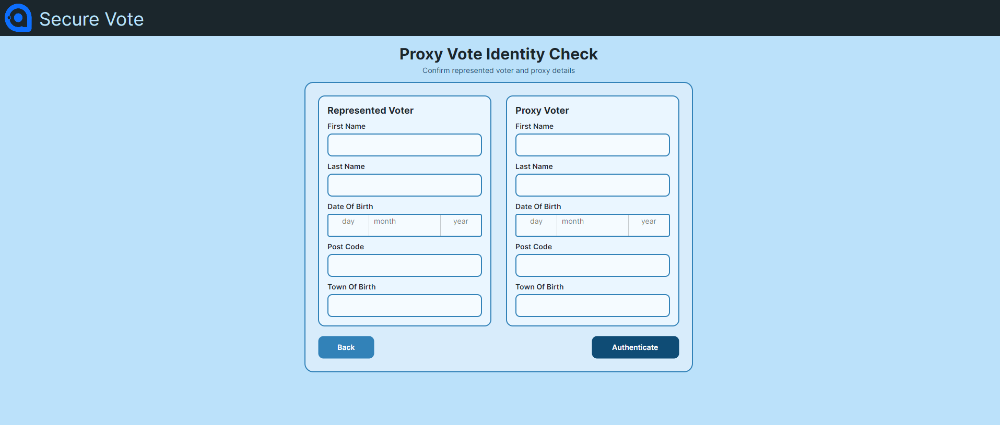 Secure Vote
Proxy Vote Identity Check
Confirm represented voter and proxy details
Represented Voter
First Name
Last Name
Date Of Birth
day month year
Post Code
Town Of Birth
Proxy Voter
First Name
Last Name
Date Of Birth
day month year
Post Code
Town Of Birth
Back
Authenticate